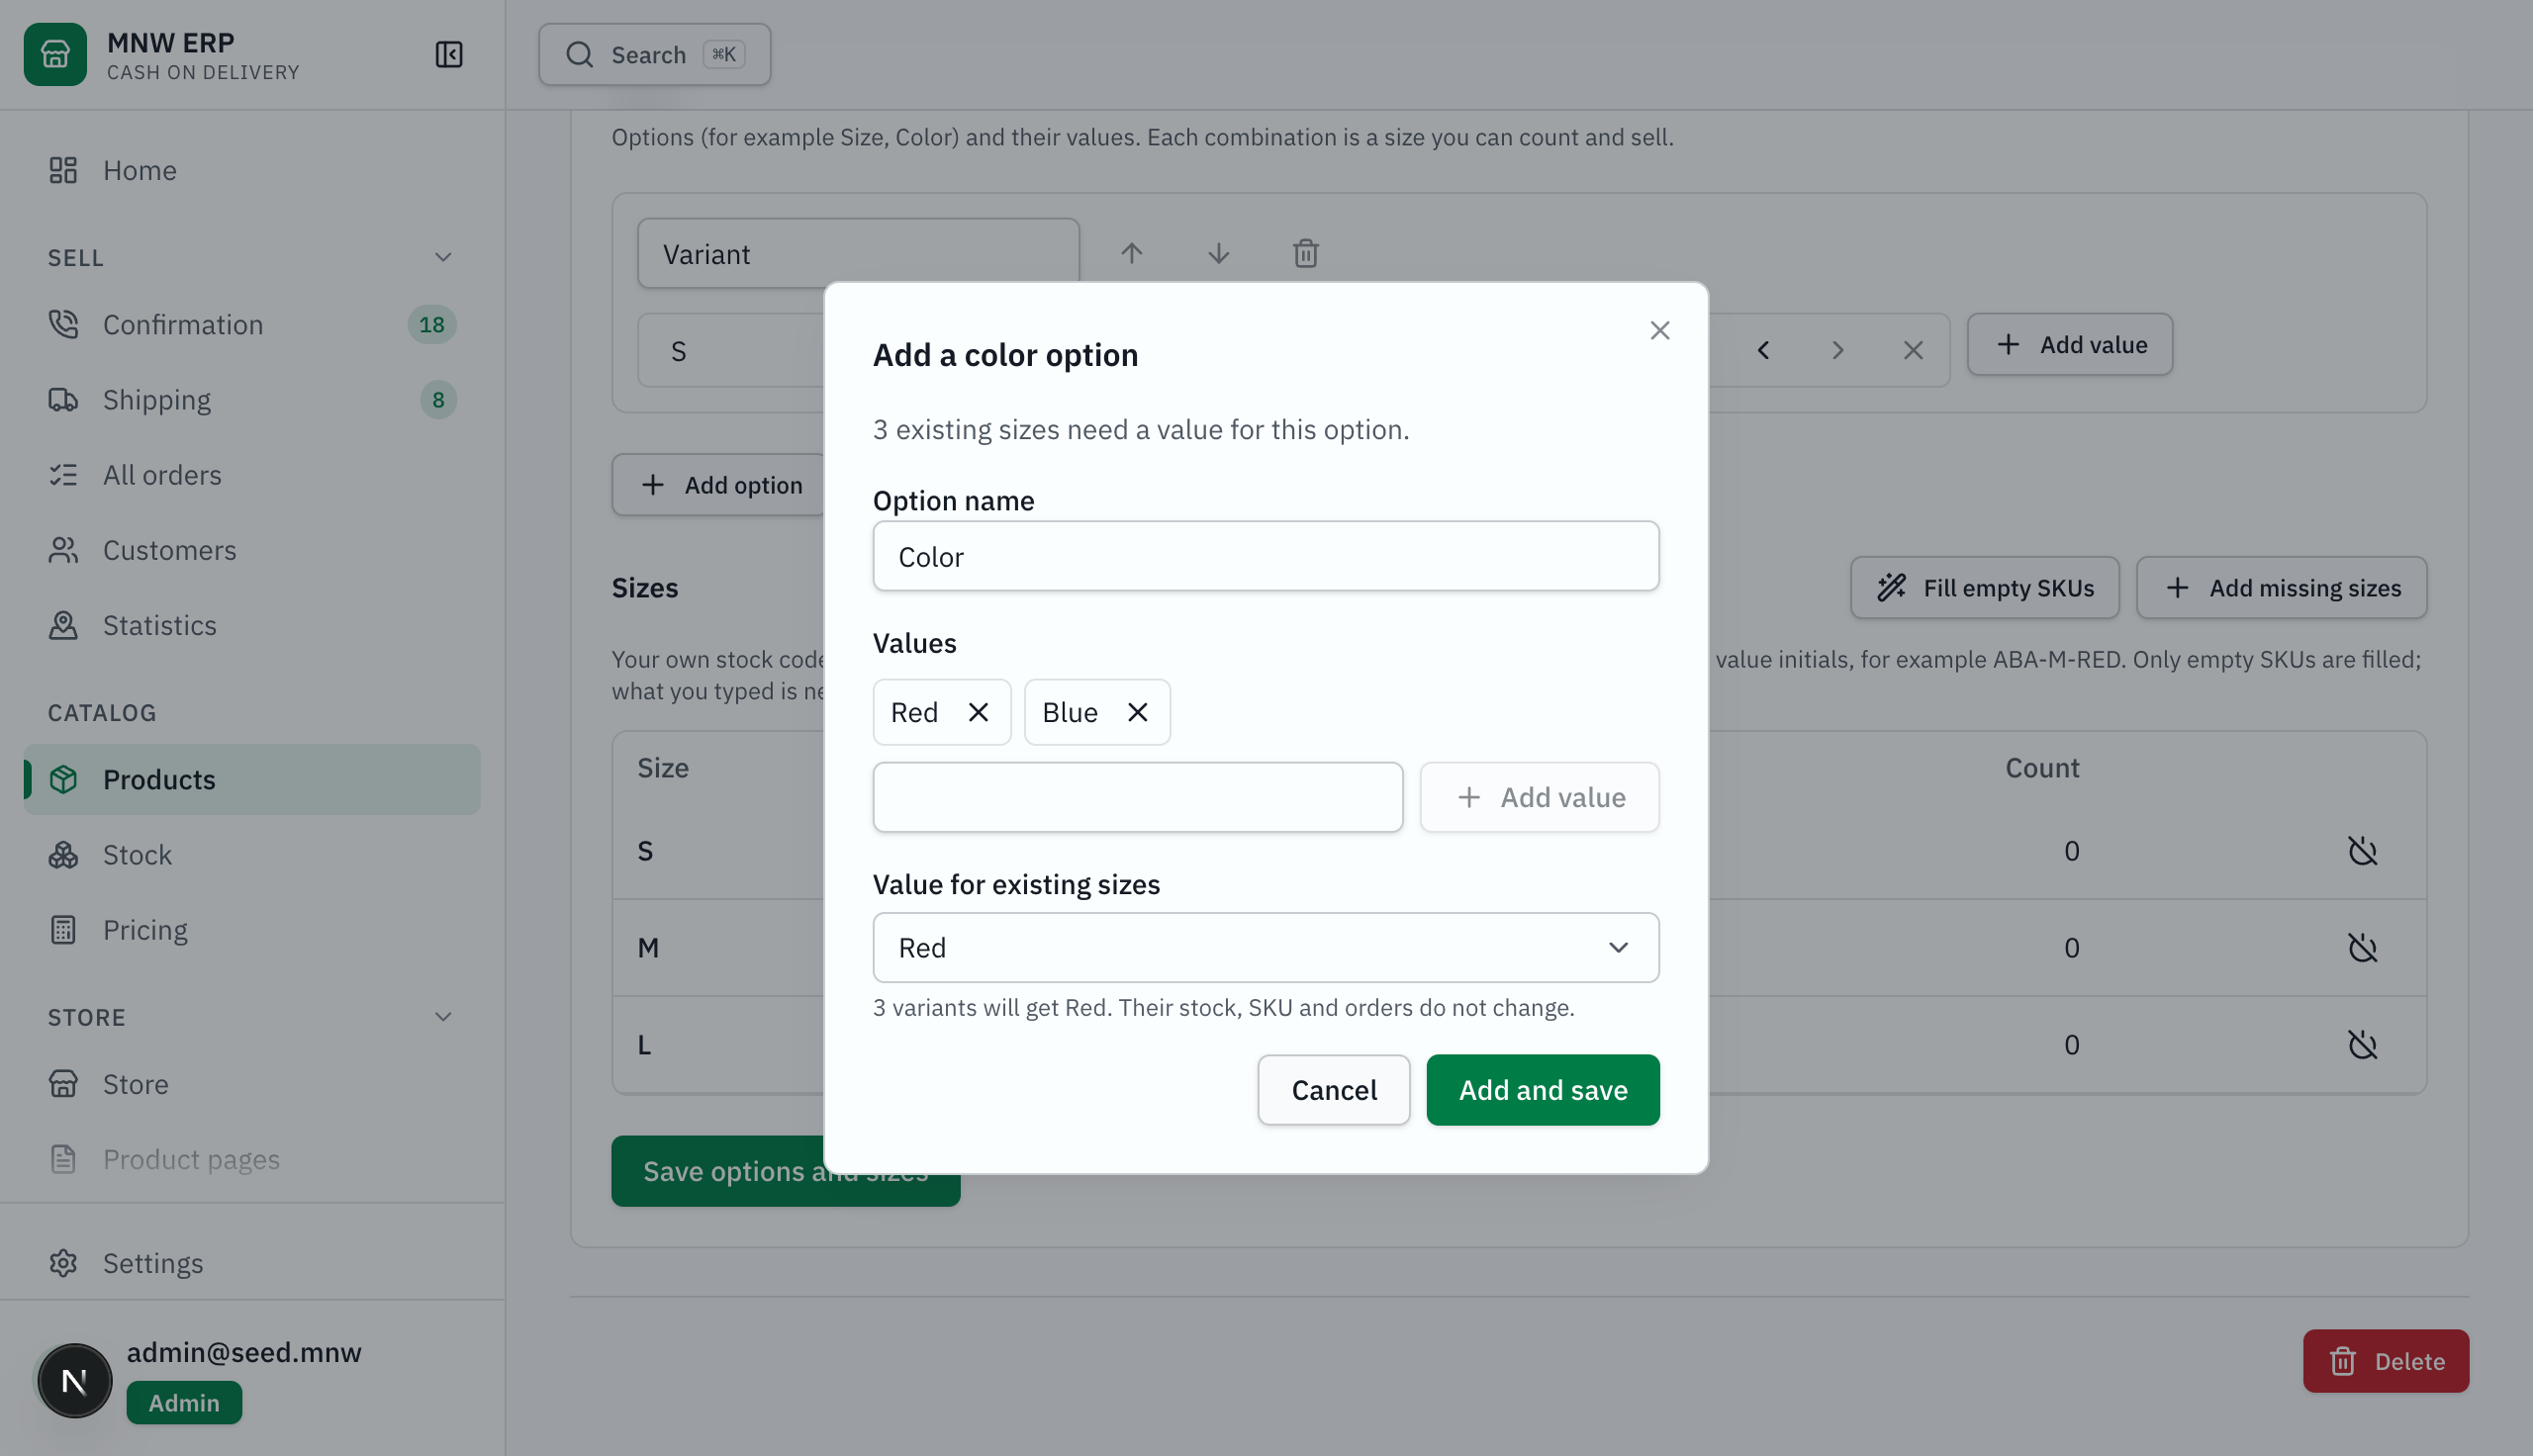 MNW ERP
CASH ON DELIVERY
Search ⌘K
Home
SELL
Confirmation 18
Shipping 8
All orders
Customers
Statistics
CATALOG
Products
Stock
Pricing
STORE
Store
Product pages
Settings
N
admin@seed.mnw
Admin
Options (for example Size, Color) and their values. Each combination is a size you can count and sell.
Variant
S
Add value
Add option
Sizes
Fill empty SKUs
Add missing sizes
Your own stock code
value initials, for example ABA-M-RED. Only empty SKUs are filled;
what you typed is ne
Size
Count
S 0
M 0
L 0
Save options and sizes
Delete
Add a color option
3 existing sizes need a value for this option.
Option name
Color
Values
Red
Blue
Add value
Value for existing sizes
Red
3 variants will get Red. Their stock, SKU and orders do not change.
Cancel
Add and save